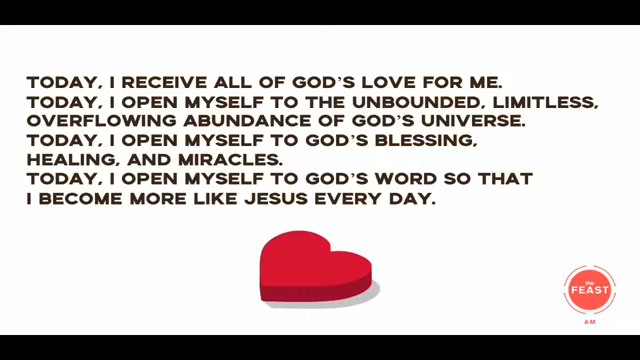 TODAY, I RECEIVE ALL OF GOD'S LOVE FOR ME.
TODAY, I OPEN MYSELF TO THE UNBOUNDED, LIMITLESS,
OVERFLOWING ABUNDANCE OF GOD'S UNIVERSE.
TODAY, I OPEN MYSELF TO GOD'S BLESSING,
HEALING, AND MIRACLES.
TODAY, I OPEN MYSELF TO GOD'S WORD SO THAT
I BECOME MORE LIKE JESUS EVERY DAY.
the
FEAST
AM